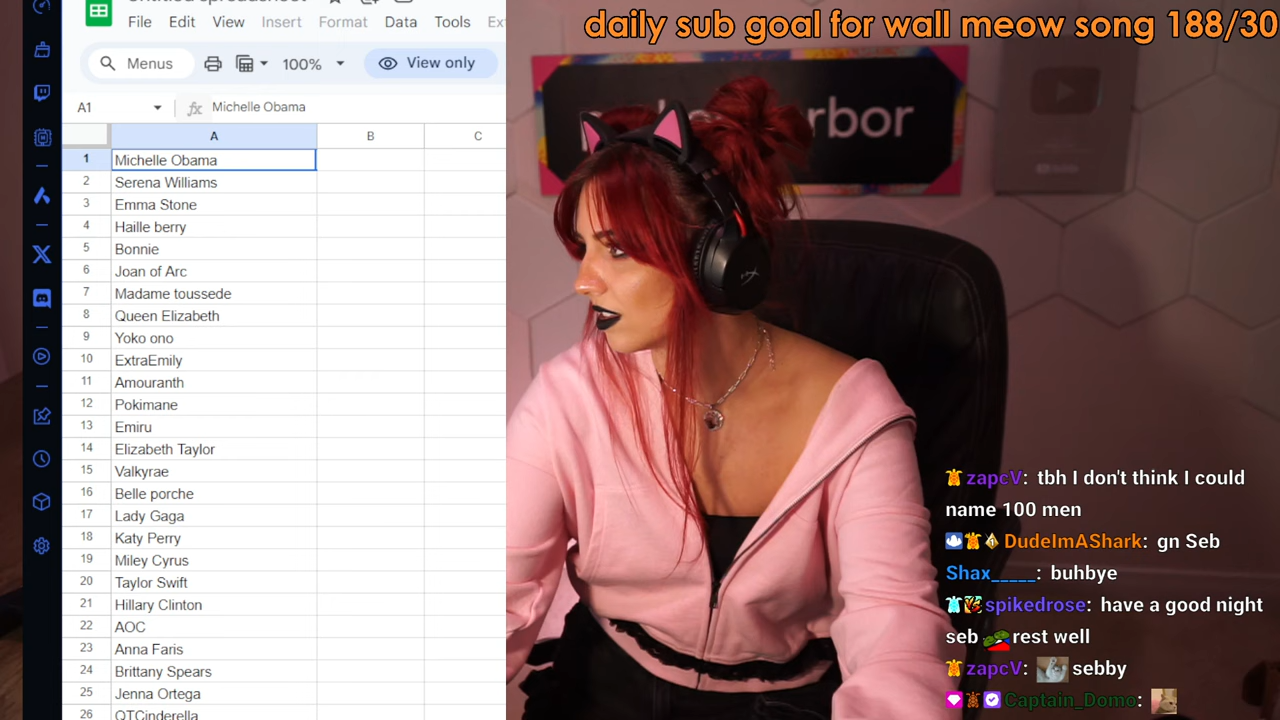 daily sub goal for wall meow song 188/30
File Edit View Insert Format Data Tools
Menus
100%
View only
A1
fx
Michelle Obama
A B C
1 Michelle Obama
2 Serena Williams
3 Emma Stone
4 Haille berry
5 Bonnie
6 Joan of Arc
7 Madame toussede
8 Queen Elizabeth
9 Yoko ono
10 ExtraEmily
11 Amouranth
12 Pokimane
13 Emiru
14 Elizabeth Taylor
15 Valkyrae
16 Belle porche
17 Lady Gaga
18 Katy Perry
19 Miley Cyrus
20 Taylor Swift
21 Hillary Clinton
22 AOC
23 Anna Faris
24 Brittany Spears
25 Jenna Ortega
26 QTCinderella
zapcV: tbh I don't think I could
name 100 men
DudeImAShark: gn Seb
Shax_____: buhbye
spikedrose: have a good night
seb rest well
zapcV: sebby
Captain_Domo: